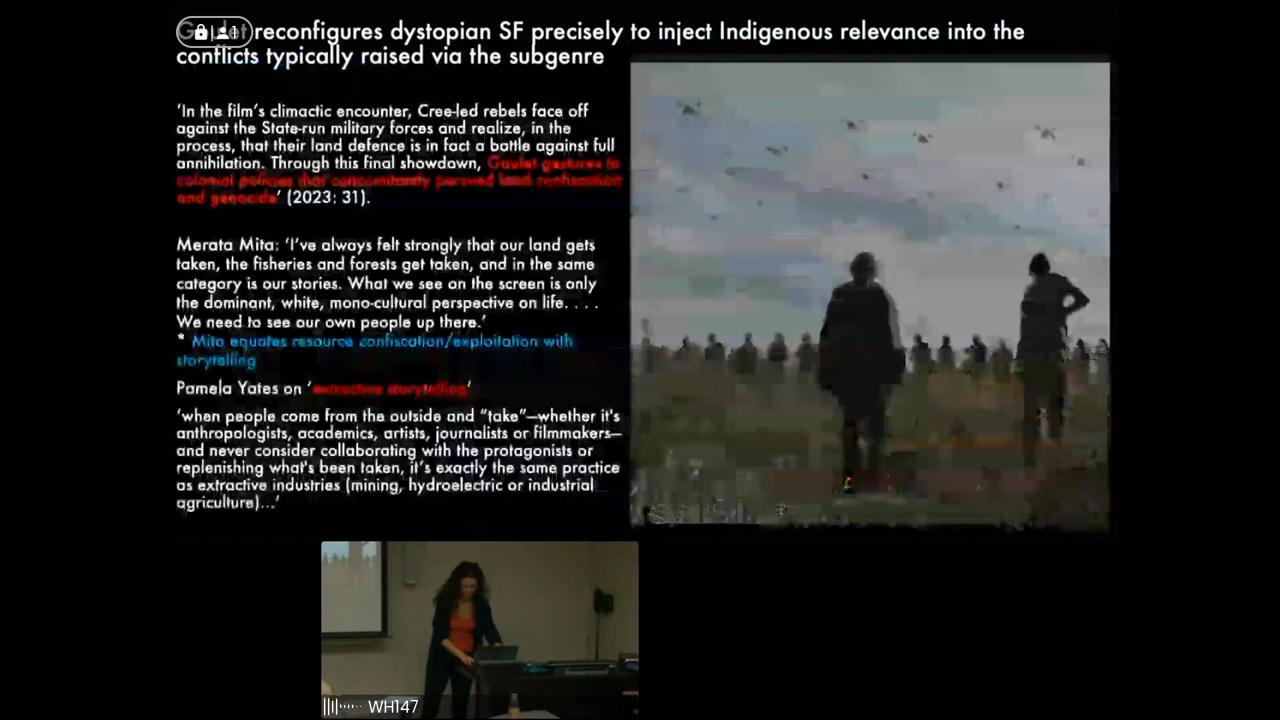 Goulet reconfigures dystopian SF precisely to inject Indigenous relevance into the
conflicts typically raised via the subgenre
‘In the film’s climactic encounter, Cree-led rebels face off
against the State-run military forces and realize, in the
process, that their land defence is in fact a battle against full
annihilation. Through this final showdown, Goulet gestures to
colonial policies that concomitantly pursued land confiscation
and genocide’ (2023: 31).
Merata Mita: ‘I’ve always felt strongly that our land gets
taken, the fisheries and forests get taken, and in the same
category is our stories. What we see on the screen is only
the dominant, white, mono-cultural perspective on life. . . .
We need to see our own people up there.’
* Mita equates resource confiscation/exploitation with
storytelling
Pamela Yates on ‘extractive storytelling’
‘when people come from the outside and “take”—whether it's
anthropologists, academics, artists, journalists or filmmakers—
and never consider collaborating with the protagonists or
replenishing what's been taken, it’s exactly the same practice
as extractive industries (mining, hydroelectric or industrial
agriculture)...’
WH147